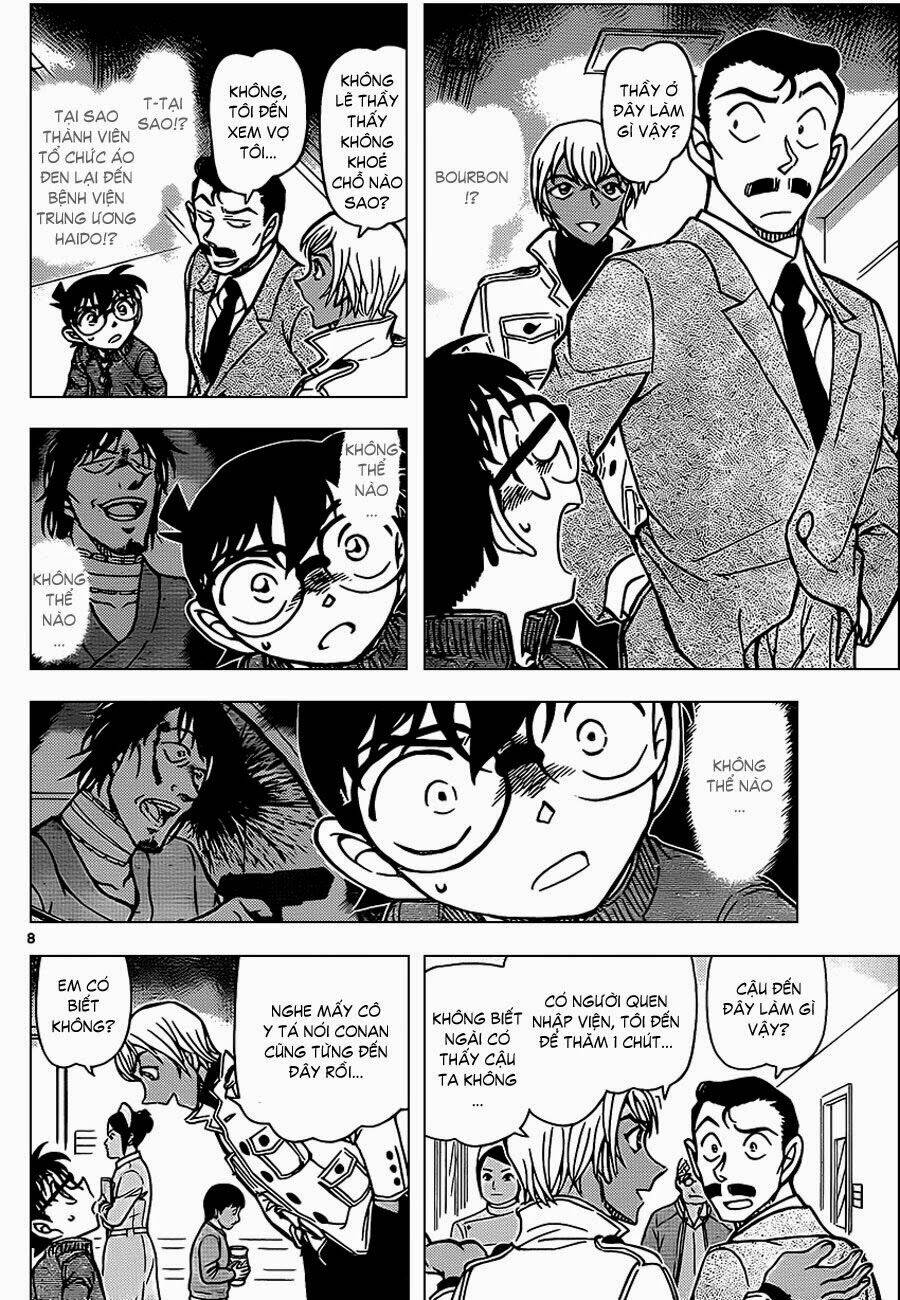 THẦY Ở
ĐÂY LÀM
GÌ VẬY?
BOURBON
!?
KHÔNG
LẼ THẦY
THẤY
KHÔNG
KHOẺ
CHỖ NÀO
SAO?
KHÔNG,
TÔI ĐẾN
XEM VỢ
TÔI...
T-TẠI
SAO!?
TẠI SAO
THÀNH VIÊN
TỔ CHỨC ÁO
ĐEN LẠI ĐẾN
BỆNH VIỆN
TRUNG ƯƠNG
HAIDO!?
KHÔNG
THỂ NÀO
...
KHÔNG
THỂ NÀO
...
KHÔNG
THỂ NÀO
...
8
CẬU ĐẾN
ĐÂY LÀM GÌ
VẬY?
CÓ NGƯỜI QUEN
NHẬP VIỆN, TÔI ĐẾN
ĐỂ THĂM 1 CHÚT...
KHÔNG BIẾT
NGÀI CÓ
THẤY CẬU
TA KHÔNG
...
NGHE MẤY CÔ
Y TÁ NÓI CONAN
CŨNG TỪNG ĐẾN
ĐÂY RỒI...
EM CÓ
BIẾT
KHÔNG?